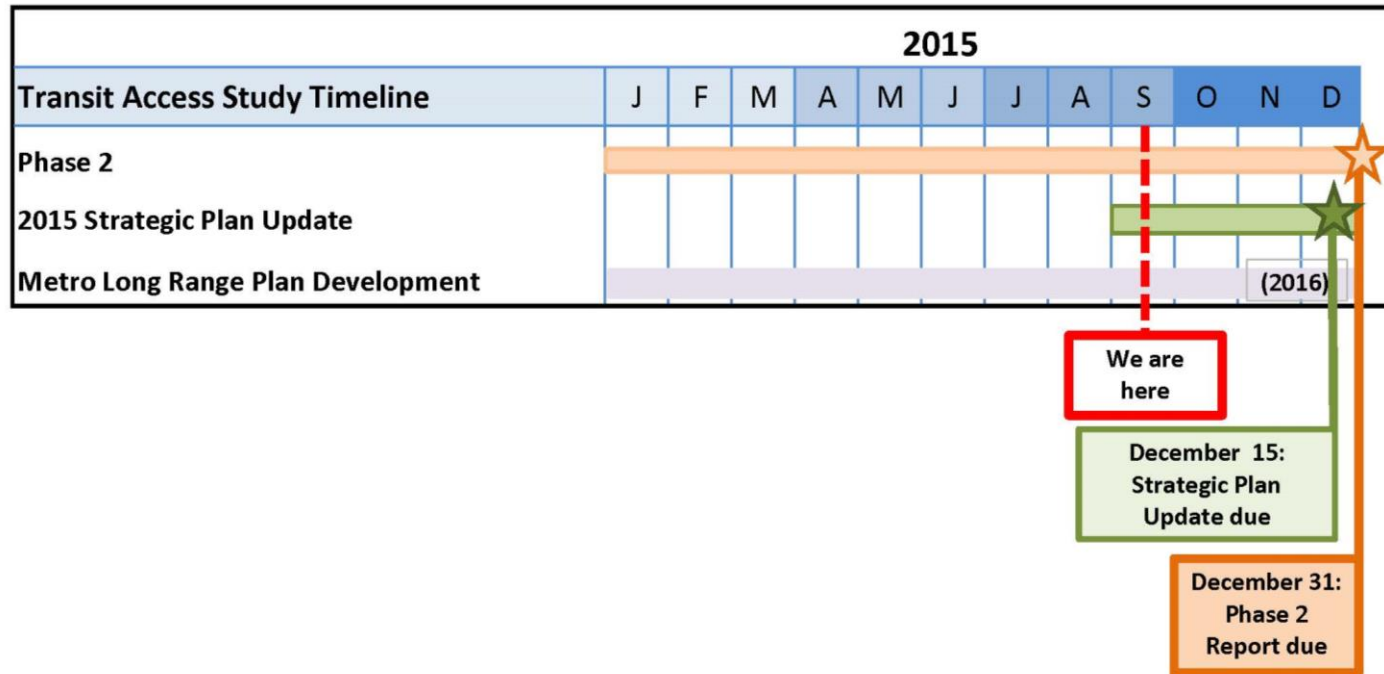 2015
Transit Access Study Timeline J F M A M J J A S O N D
Phase 2
2015 Strategic Plan Update
Metro Long Range Plan Development (2016)
We are
here
December 15:
Strategic Plan
Update due
December 31:
Phase 2
Report due